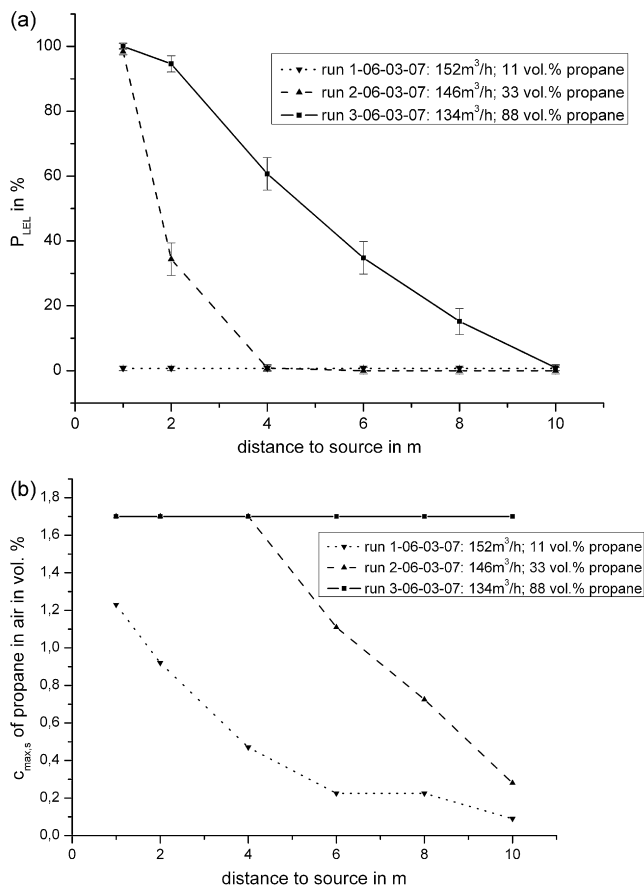 (a)
100
80
60
40
20
0
P_LEL in %
run 1-06-03-07: 152m³/h; 11 vol.% propane
run 2-06-03-07: 146m³/h; 33 vol.% propane
run 3-06-03-07: 134m³/h; 88 vol.% propane
0 2 4 6 8 10
distance to source in m
(b)
1,8
1,6
1,4
1,2
1,0
0,8
0,6
0,4
0,2
0,0
c_max,s of propane in air in vol. %
run 1-06-03-07: 152m³/h; 11 vol.% propane
run 2-06-03-07: 146m³/h; 33 vol.% propane
run 3-06-03-07: 134m³/h; 88 vol.% propane
0 2 4 6 8 10
distance to source in m